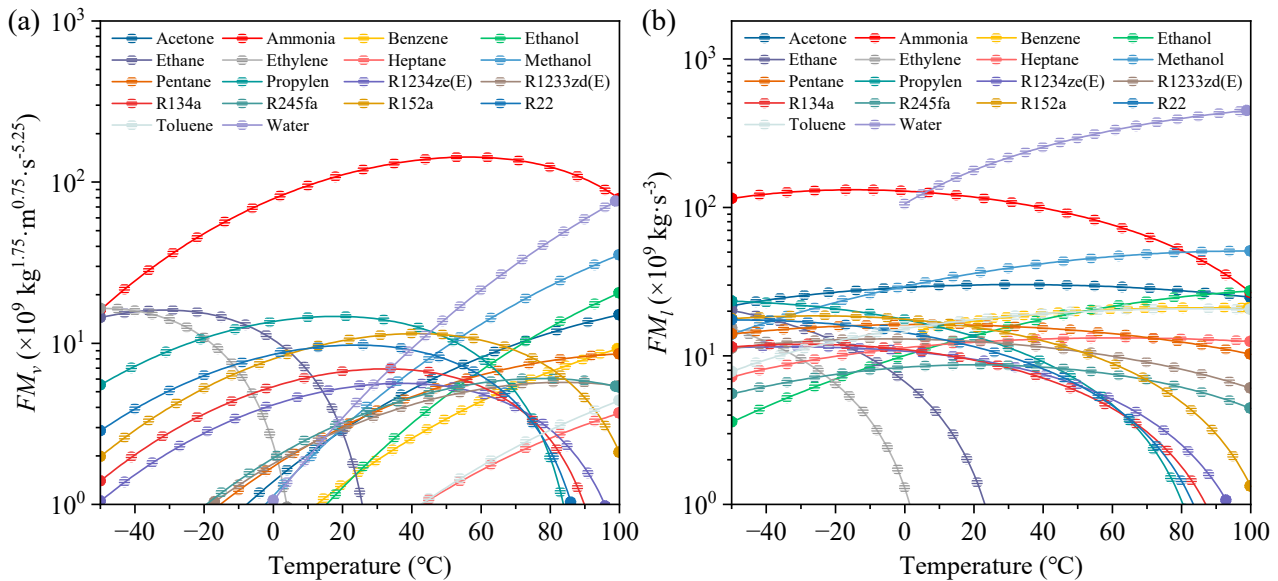 (a)
10³
Acetone Ammonia Benzene Ethanol
Ethane Ethylene Heptane Methanol
Pentane Propylen R1234ze(E) R1233zd(E)
R134a R245fa R152a R22
Toluene Water
10²
10¹
10⁰
FMᵥ (×10⁹ kg¹·⁷⁵·m⁰·⁷⁵·s⁻⁵·²⁵)
−40 −20 0 20 40 60 80 100
Temperature (℃)
(b)
10³
Acetone Ammonia Benzene Ethanol
Ethane Ethylene Heptane Methanol
Pentane Propylen R1234ze(E) R1233zd(E)
R134a R245fa R152a R22
Toluene Water
10²
10¹
10⁰
FMₗ (×10⁹ kg·s⁻³)
−40 −20 0 20 40 60 80 100
Temperature (℃)